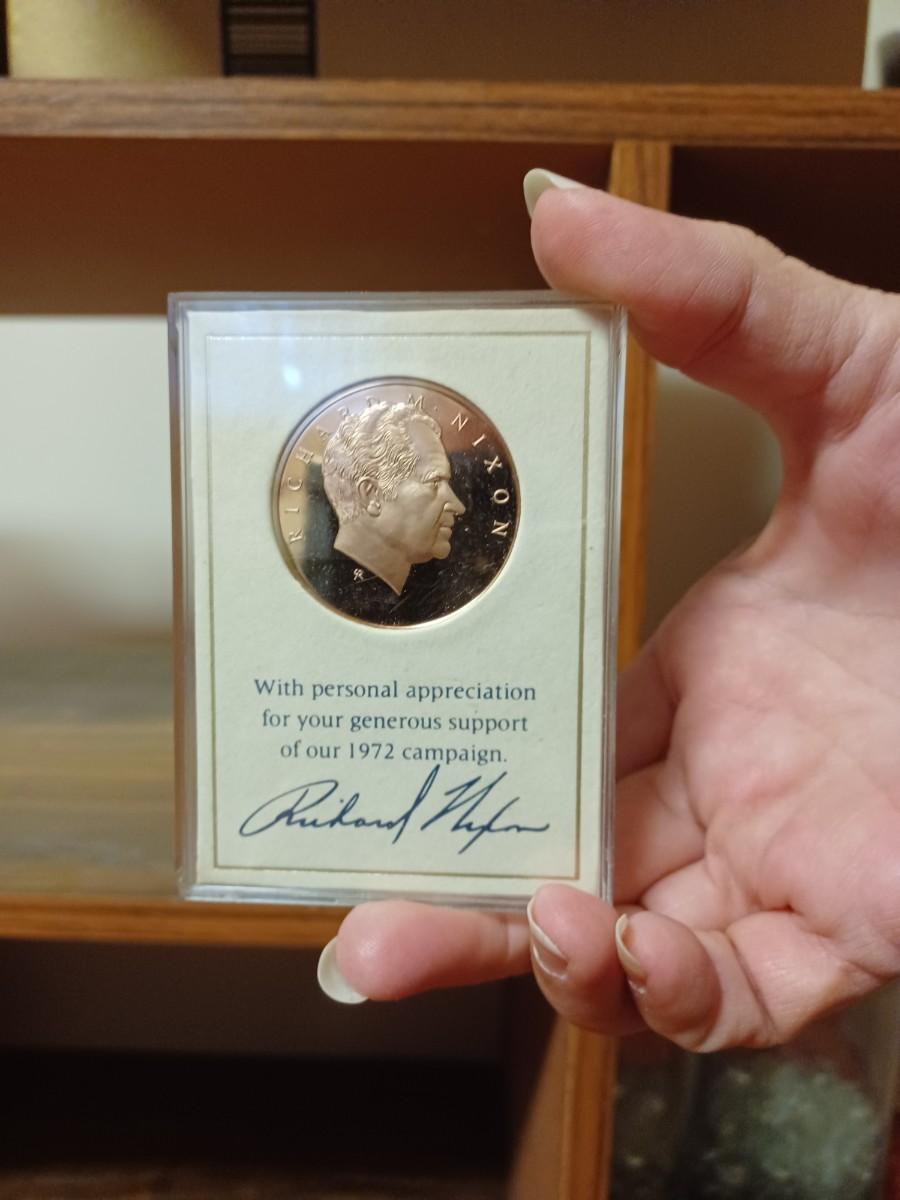 RICHARD M. NIXON
With personal appreciation
for your generous support
of our 1972 campaign.
Richard Nixon